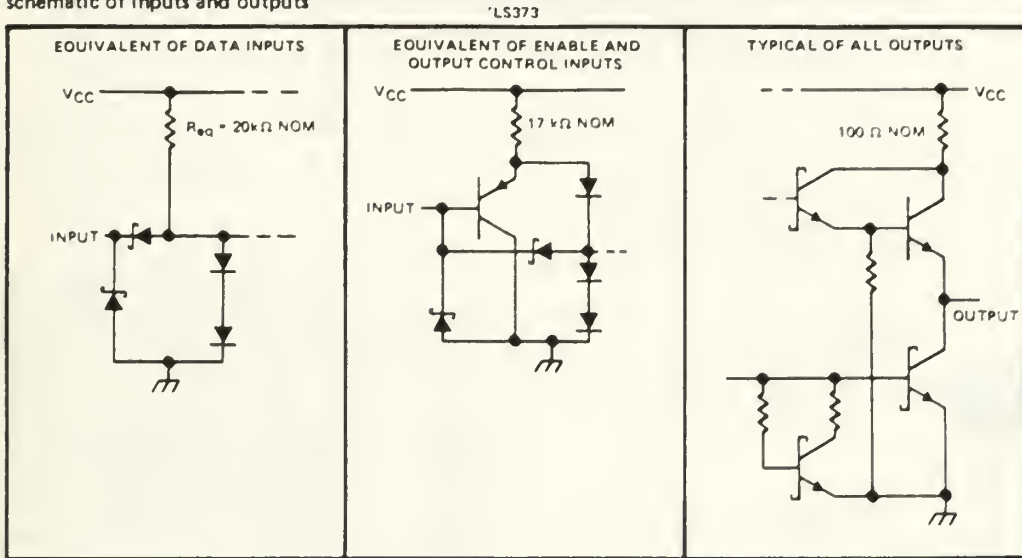 schematic of inputs and outputs
'LS373
EQUIVALENT OF DATA INPUTS
VCC
Req = 20kΩ NOM
INPUT
EQUIVALENT OF ENABLE AND
OUTPUT CONTROL INPUTS
VCC
17 kΩ NOM
INPUT
TYPICAL OF ALL OUTPUTS
VCC
100 Ω NOM
OUTPUT